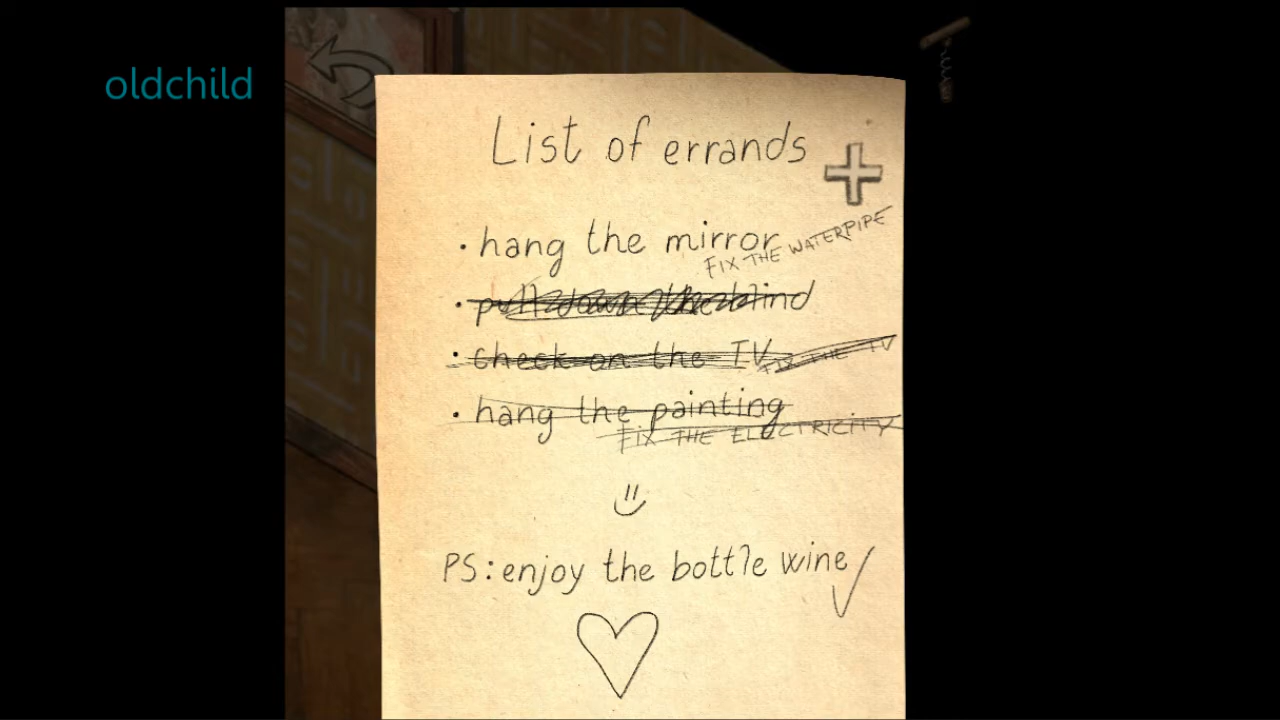 oldchild
List of errands
• hang the mirror
FIX THE WATERPIPE
• pull down the blind
• check on the TV
FIX THE TV
• hang the painting
FIX THE ELECTRICITY
PS: enjoy the bottle wine